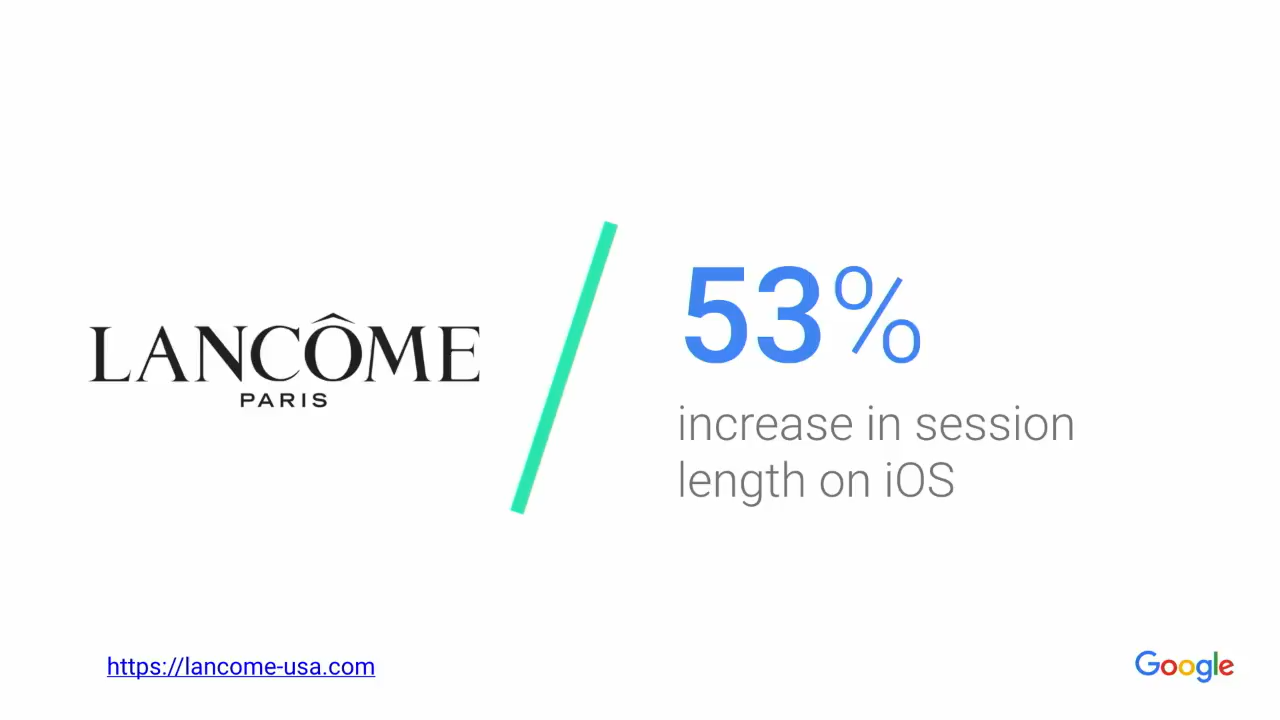 LANCÔME
PARIS
53%
increase in session
length on iOS
https://lancome-usa.com
Google